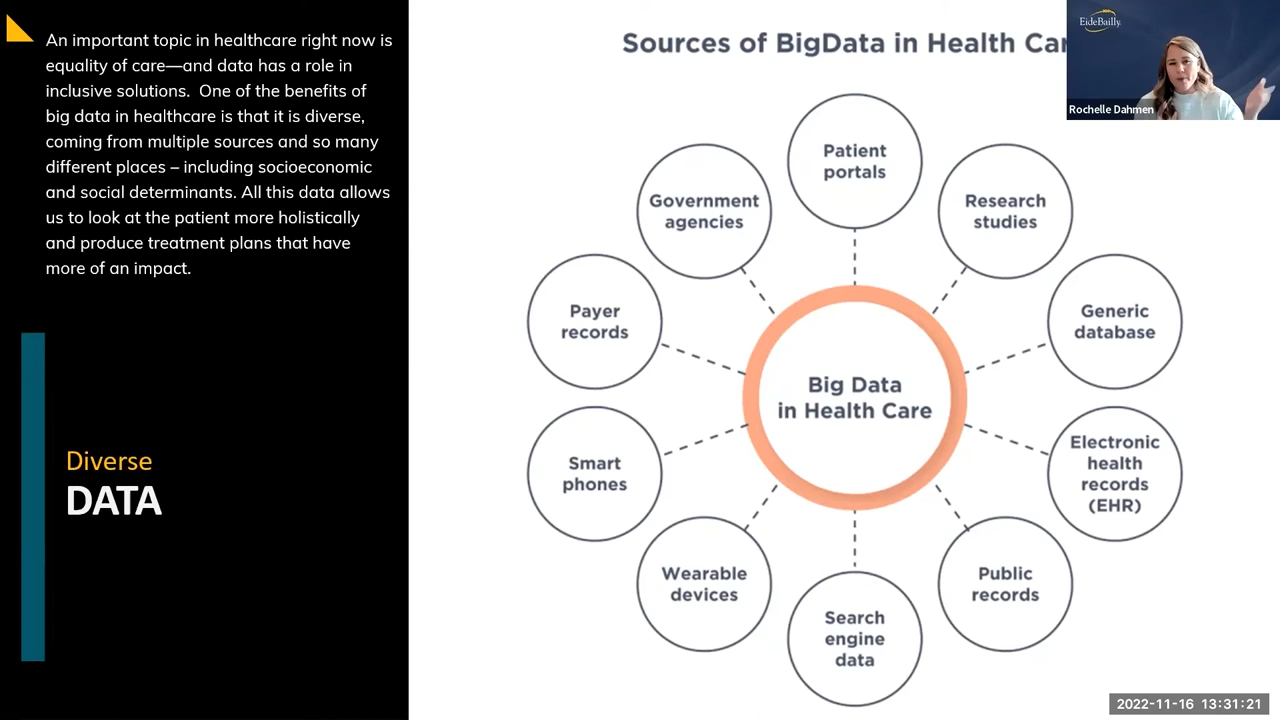 An important topic in healthcare right now is
equality of care—and data has a role in
inclusive solutions.  One of the benefits of
big data in healthcare is that it is diverse,
coming from multiple sources and so many
different places – including socioeconomic
and social determinants. All this data allows
us to look at the patient more holistically
and produce treatment plans that have
more of an impact.
Diverse
DATA
Sources of BigData in Health Car
EideBailly
Rochelle Dahmen
Patient
portals
Government
agencies
Research
studies
Payer
records
Generic
database
Big Data
in Health Care
Smart
phones
Electronic
health
records
(EHR)
Wearable
devices
Public
records
Search
engine
data
2022-11-16 13:31:21